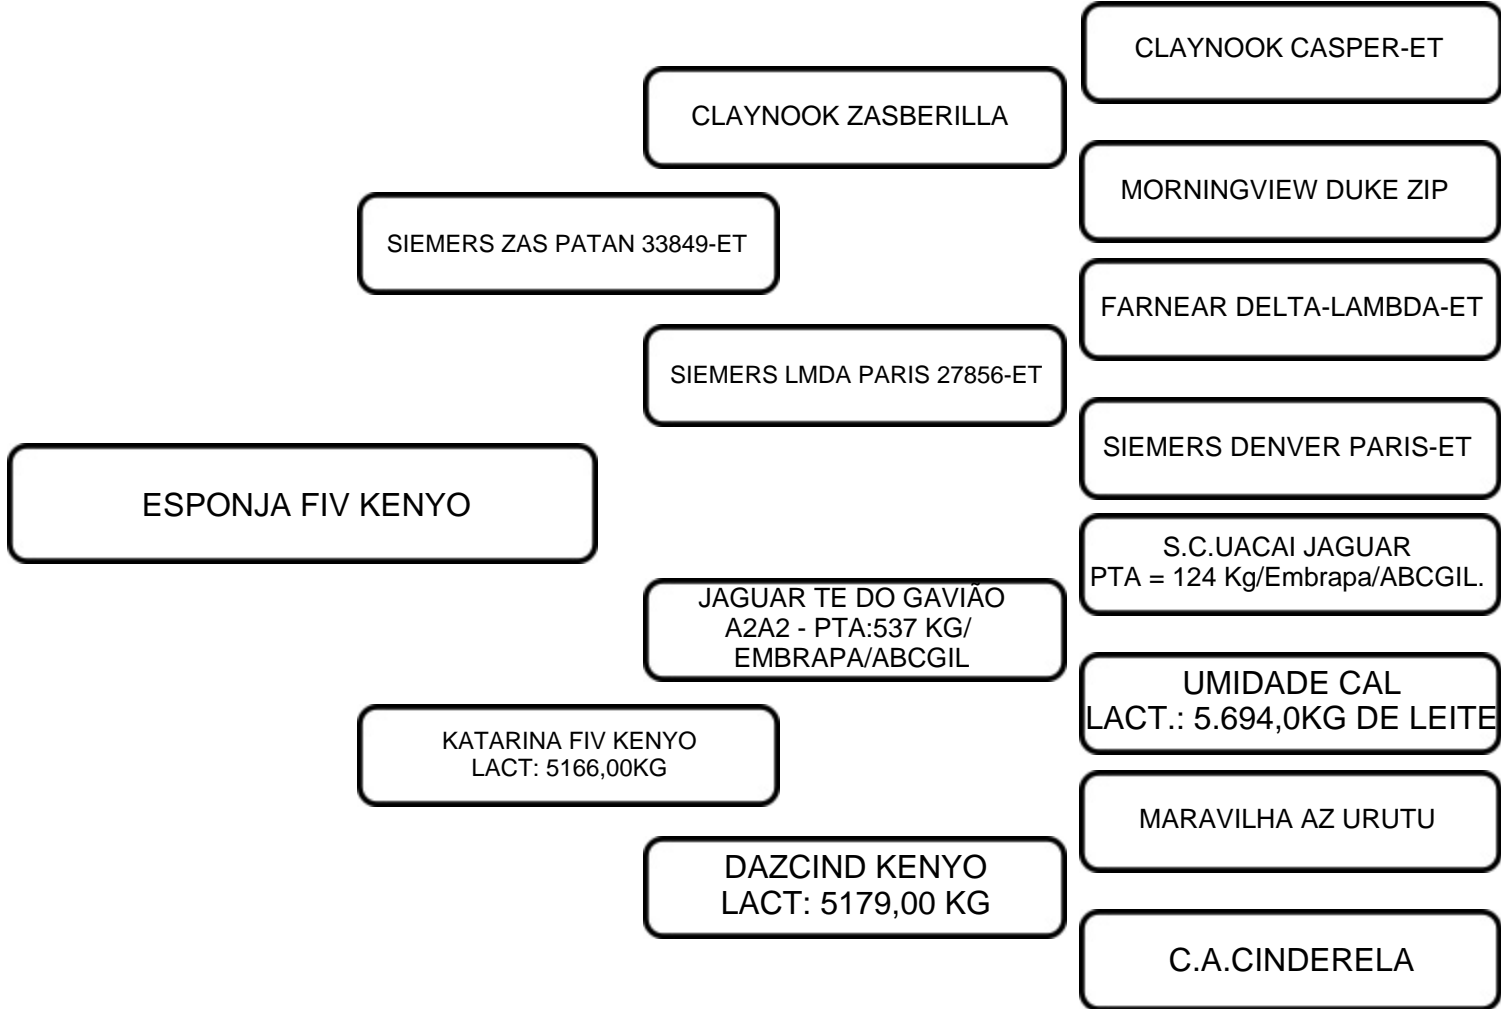 CLAYNOOK CASPER-ET
CLAYNOOK ZASBERILLA
MORNINGVIEW DUKE ZIP
SIEMERS ZAS PATAN 33849-ET
FARNEAR DELTA-LAMBDA-ET
SIEMERS LMDA PARIS 27856-ET
SIEMERS DENVER PARIS-ET
ESPONJA FIV KENYO
S.C.UACAI JAGUAR
PTA = 124 Kg/Embrapa/ABCGIL.
JAGUAR TE DO GAVIÃO
A2A2 - PTA:537 KG/
EMBRAPA/ABCGIL
UMIDADE CAL
LACT.: 5.694,0KG DE LEITE
KATARINA FIV KENYO
LACT: 5166,00KG
MARAVILHA AZ URUTU
DAZCIND KENYO
LACT: 5179,00 KG
C.A.CINDERELA